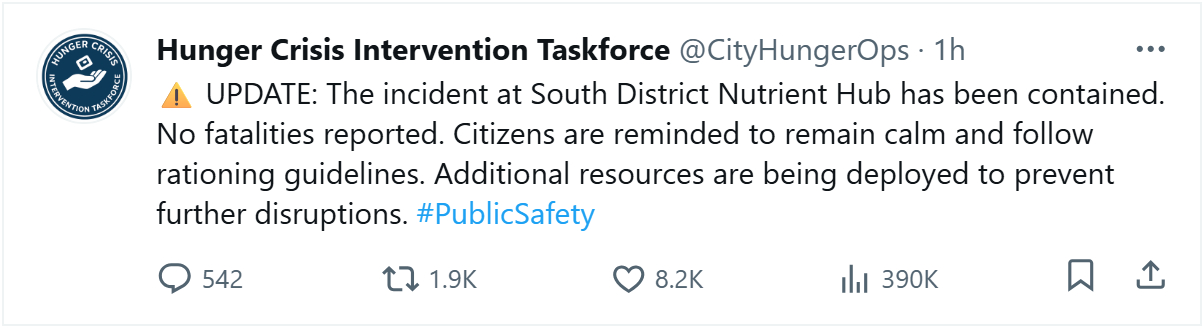 HUNGER CRISIS
INTERVENTION TASKFORCE
Hunger Crisis Intervention Taskforce @CityHungerOps · 1h
⚠️ UPDATE: The incident at South District Nutrient Hub has been contained.
No fatalities reported. Citizens are reminded to remain calm and follow
rationing guidelines. Additional resources are being deployed to prevent
further disruptions. #PublicSafety
542 1.9K 8.2K 390K